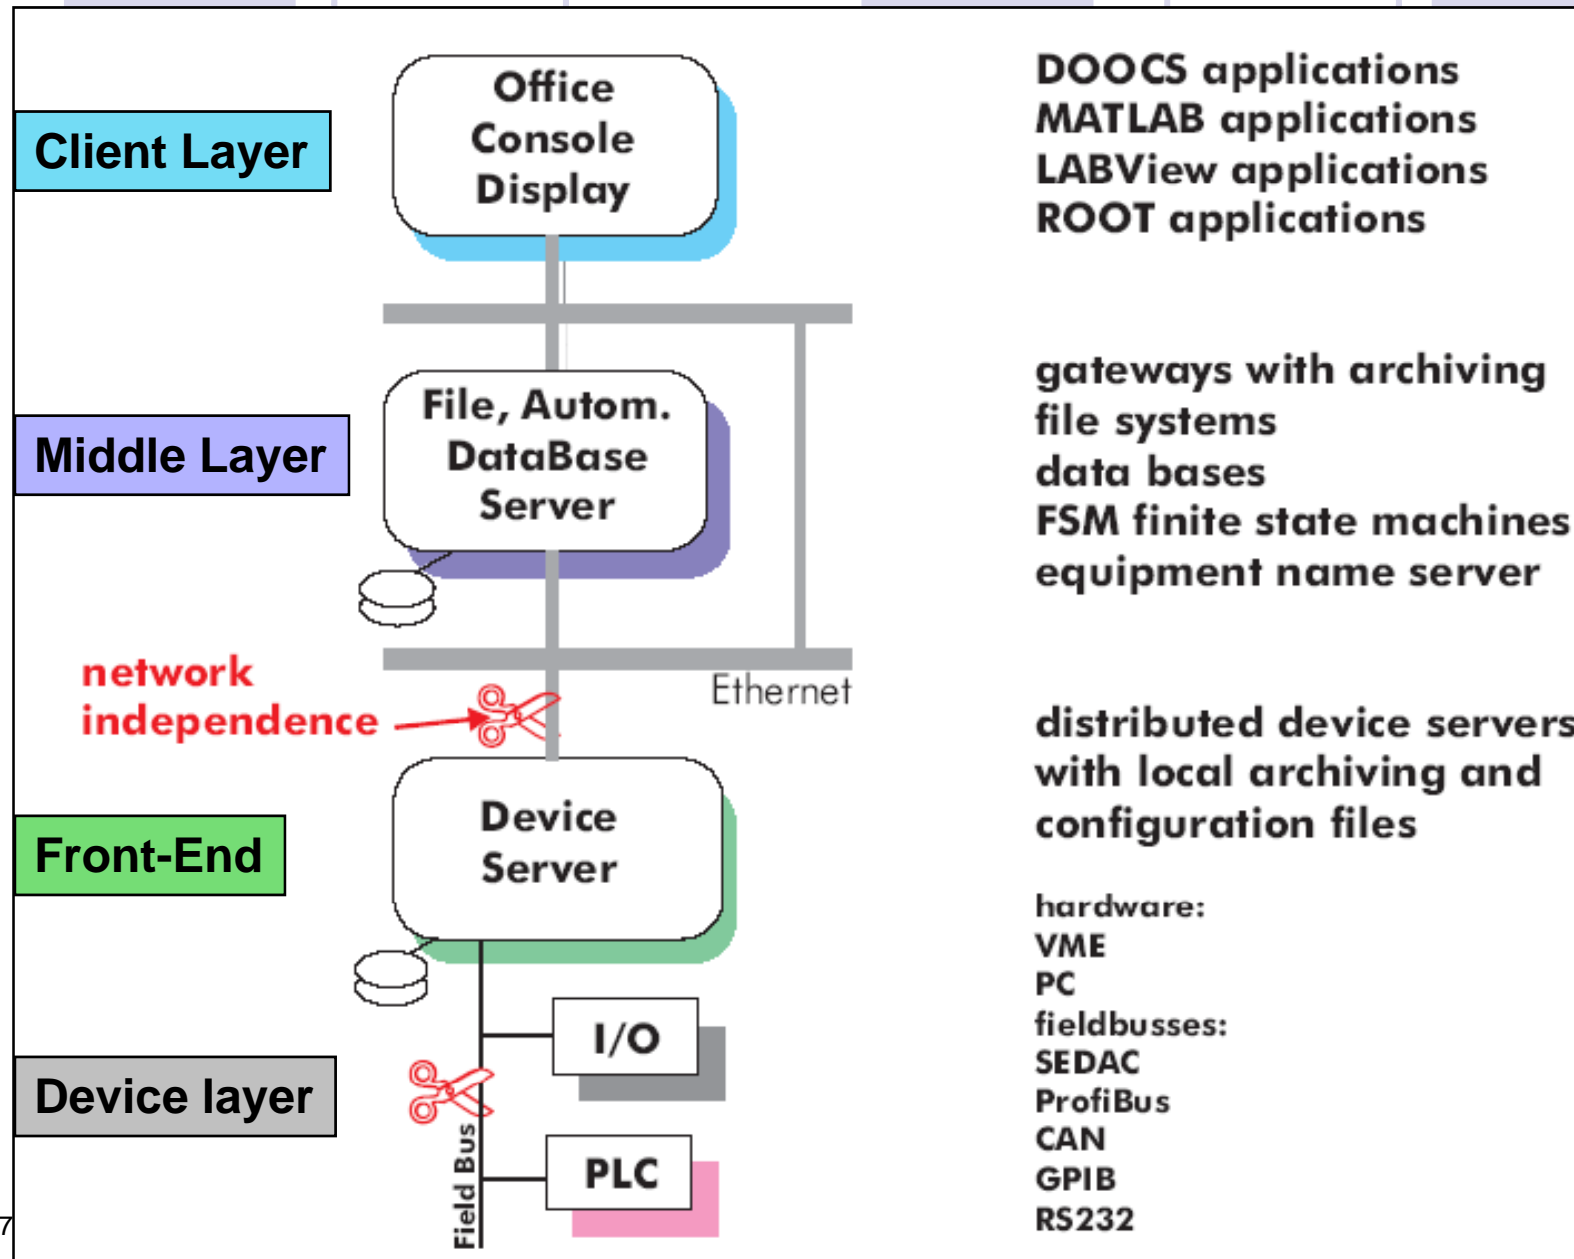 Client Layer
Office
Console
Display
DOOCS applications
MATLAB applications
LABView applications
ROOT applications
Middle Layer
File, Autom.
DataBase
Server
gateways with archiving
file systems
data bases
FSM finite state machines
equipment name server
network
independence
Ethernet
Front-End
Device
Server
distributed device servers
with local archiving and
configuration files
Device layer
I/O
PLC
Field Bus
hardware:
VME
PC
fieldbusses:
SEDAC
ProfiBus
CAN
GPIB
RS232
7